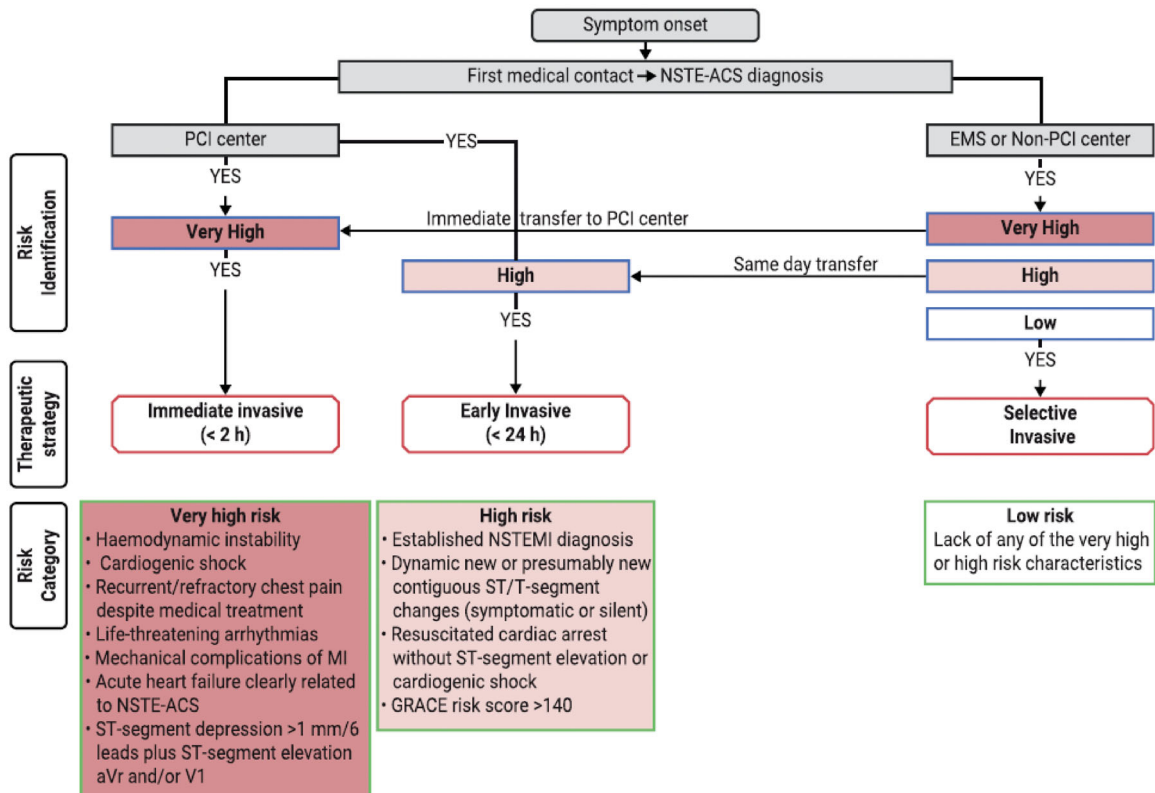 Symptom onset
First medical contact → NSTE-ACS diagnosis
PCI center
YES
EMS or Non-PCI center
YES
YES
Risk
Identification
Immediate transfer to PCI center
Very High
Very High
YES
Same day transfer
High
High
YES
Low
YES
Therapeutic
strategy
Immediate invasive
(< 2 h)
Early Invasive
(< 24 h)
Selective
Invasive
Risk
Category
Very high risk
• Haemodynamic instability
• Cardiogenic shock
• Recurrent/refractory chest pain
despite medical treatment
• Life-threatening arrhythmias
• Mechanical complications of MI
• Acute heart failure clearly related
to NSTE-ACS
• ST-segment depression >1 mm/6
leads plus ST-segment elevation
aVr and/or V1
High risk
• Established NSTEMI diagnosis
• Dynamic new or presumably new
contiguous ST/T-segment
changes (symptomatic or silent)
• Resuscitated cardiac arrest
without ST-segment elevation or
cardiogenic shock
• GRACE risk score >140
Low risk
Lack of any of the very high
or high risk characteristics